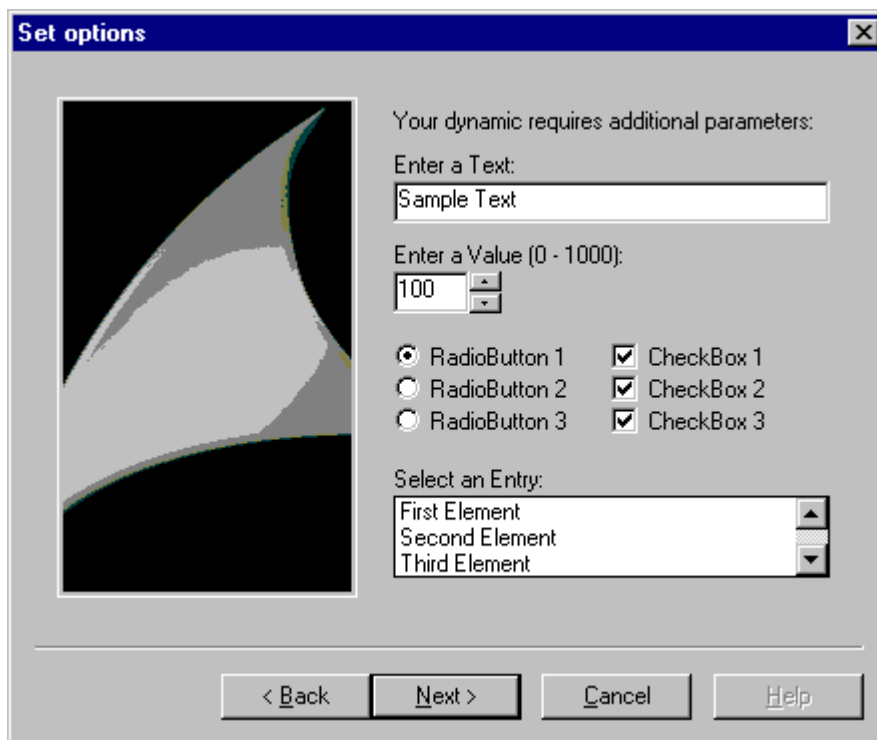 Set options
Your dynamic requires additional parameters:
Enter a Text:
Sample Text
Enter a Value (0 - 1000):
100
RadioButton 1 CheckBox 1
RadioButton 2 CheckBox 2
RadioButton 3 CheckBox 3
Select an Entry:
First Element
Second Element
Third Element
< Back Next > Cancel Help